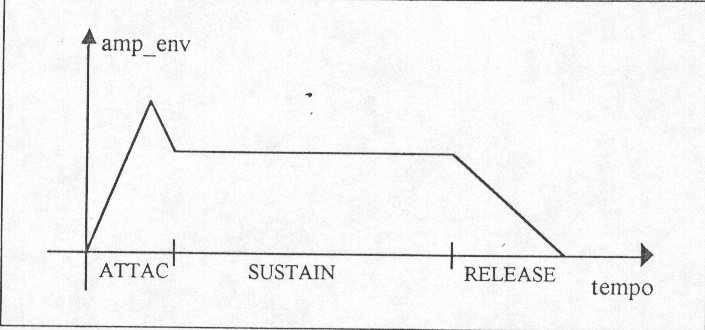 amp_env
ATTAC
SUSTAIN
RELEASE
tempo